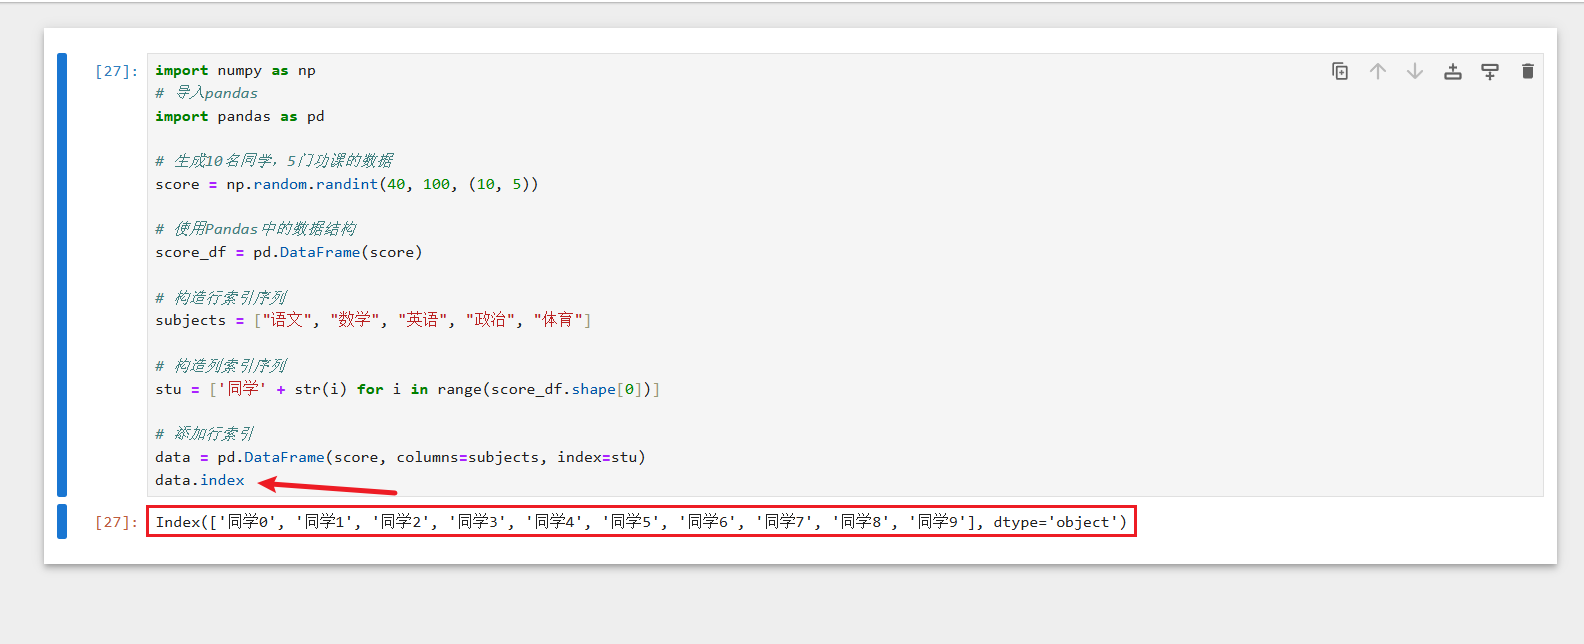 [27]: import numpy as np
# 导入pandas
import pandas as pd
# 生成10名同学，5门功课的数据
score = np.random.randint(40, 100, (10, 5))
# 使用Pandas中的数据结构
score_df = pd.DataFrame(score)
# 构造行索引序列
subjects = ["语文", "数学", "英语", "政治", "体育"]
# 构造列索引序列
stu = ['同学' + str(i) for i in range(score_df.shape[0])]
# 添加行索引
data = pd.DataFrame(score, columns=subjects, index=stu)
data.index
[27]: Index(['同学0', '同学1', '同学2', '同学3', '同学4', '同学5', '同学6', '同学7', '同学8', '同学9'], dtype='object')